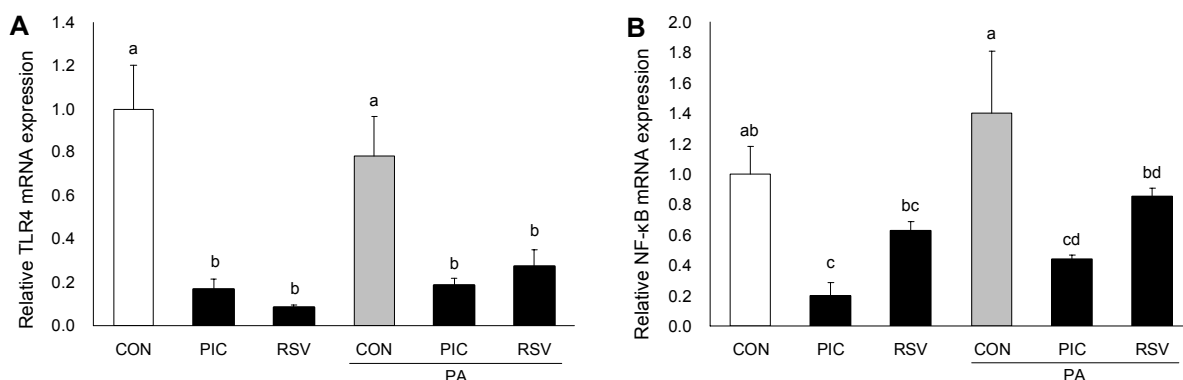 A
Relative TLR4 mRNA expression
1.4
1.2
1.0
0.8
0.6
0.4
0.2
0.0
a
b
b
a
b
b
CON PIC RSV CON PIC RSV
PA
B
Relative NF-κB mRNA expression
2.0
1.8
1.6
1.4
1.2
1.0
0.8
0.6
0.4
0.2
0.0
ab
c
bc
a
cd
bd
CON PIC RSV CON PIC RSV
PA